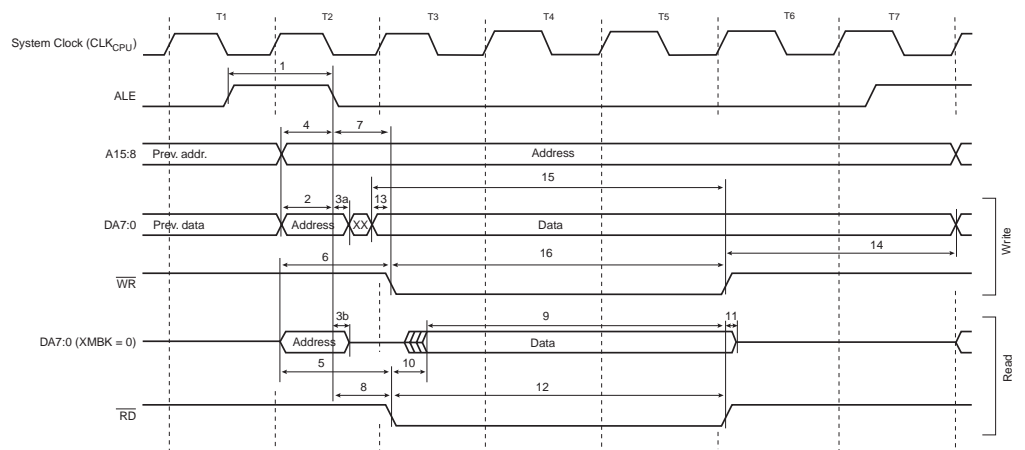 T1 T2 T3 T4 T5 T6 T7
System Clock (CLKCPU)
1
ALE
4 7
A15:8 Prev. addr. Address
15
2 3a 13
DA7:0 Prev. data Address XX Data
14
6 16
WR
Write
3b 9 11
DA7:0 (XMBK = 0) Address Data
5 10
8 12
RD
Read